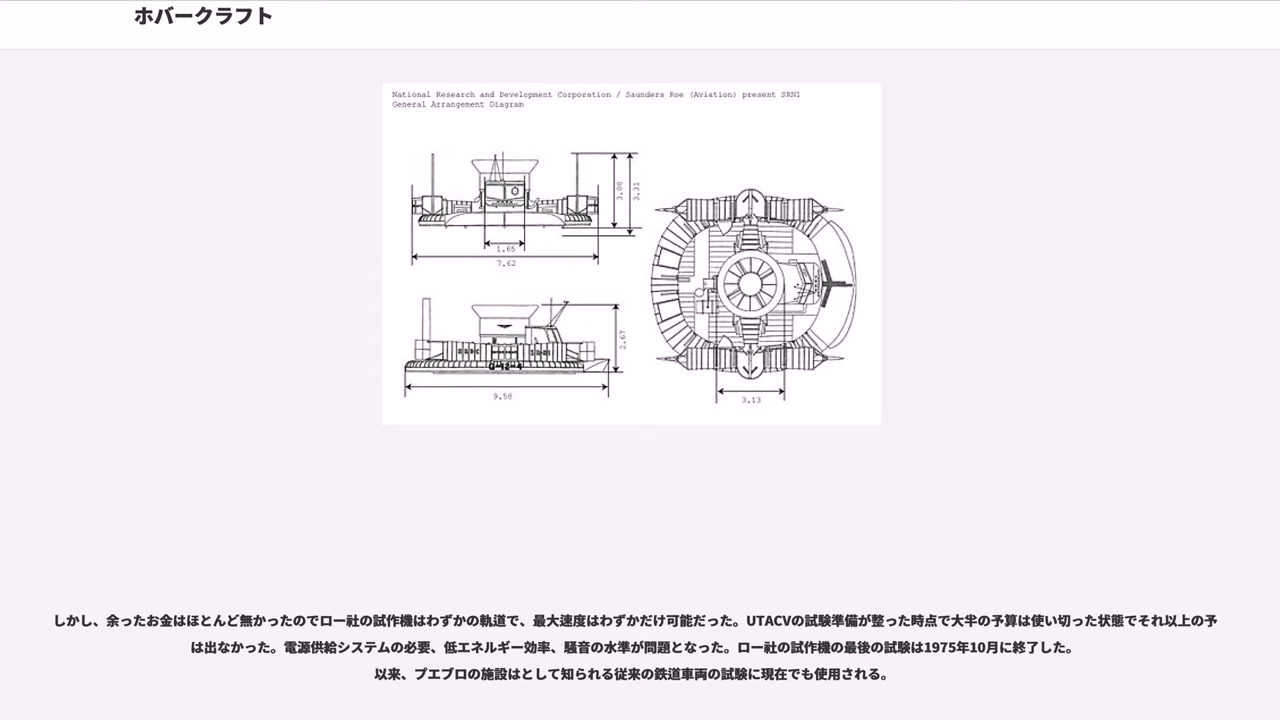 ホバークラフト
National Research and Development Corporation / Saunders Roe (Aviation) present SRN1
General Arrangement Diagram
3.08
3.31
1.65
7.62
2.67
G-12-4
9.58
3.13
しかし、余ったお金はほとんど無かったのでロー社の試作機はわずかの軌道で、最大速度はわずかだけ可能だった。UTACVの試験準備が整った時点で大半の予算は使い切った状態でそれ以上の予
は出なかった。電源供給システムの必要、低エネルギー効率、騒音の水準が問題となった。ロー社の試作機の最後の試験は1975年10月に終了した。
以来、プエブロの施設はとして知られる従来の鉄道車両の試験に現在でも使用される。